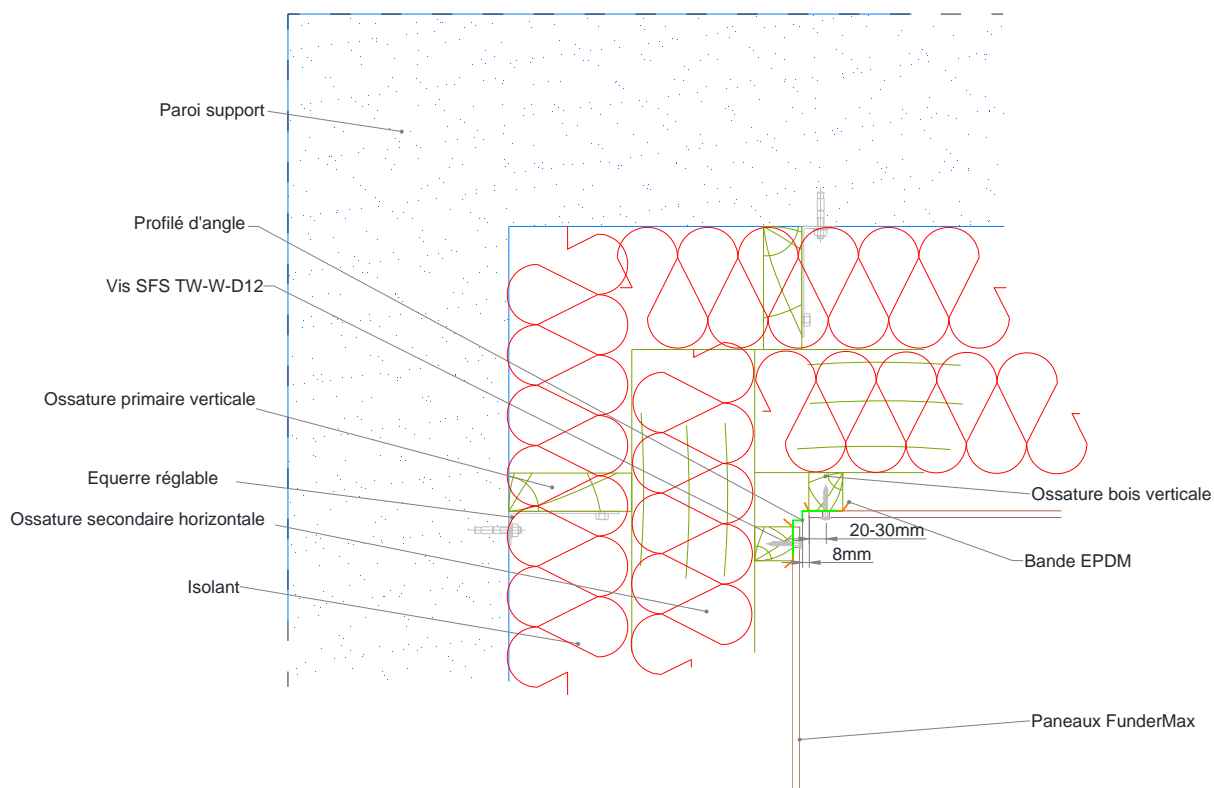 Paroi support
Profilé d'angle
Vis SFS TW-W-D12
Ossature primaire verticale
Equerre réglable
Ossature secondaire horizontale
Isolant
Ossature bois verticale
20-30mm
8mm
Bande EPDM
Paneaux FunderMax